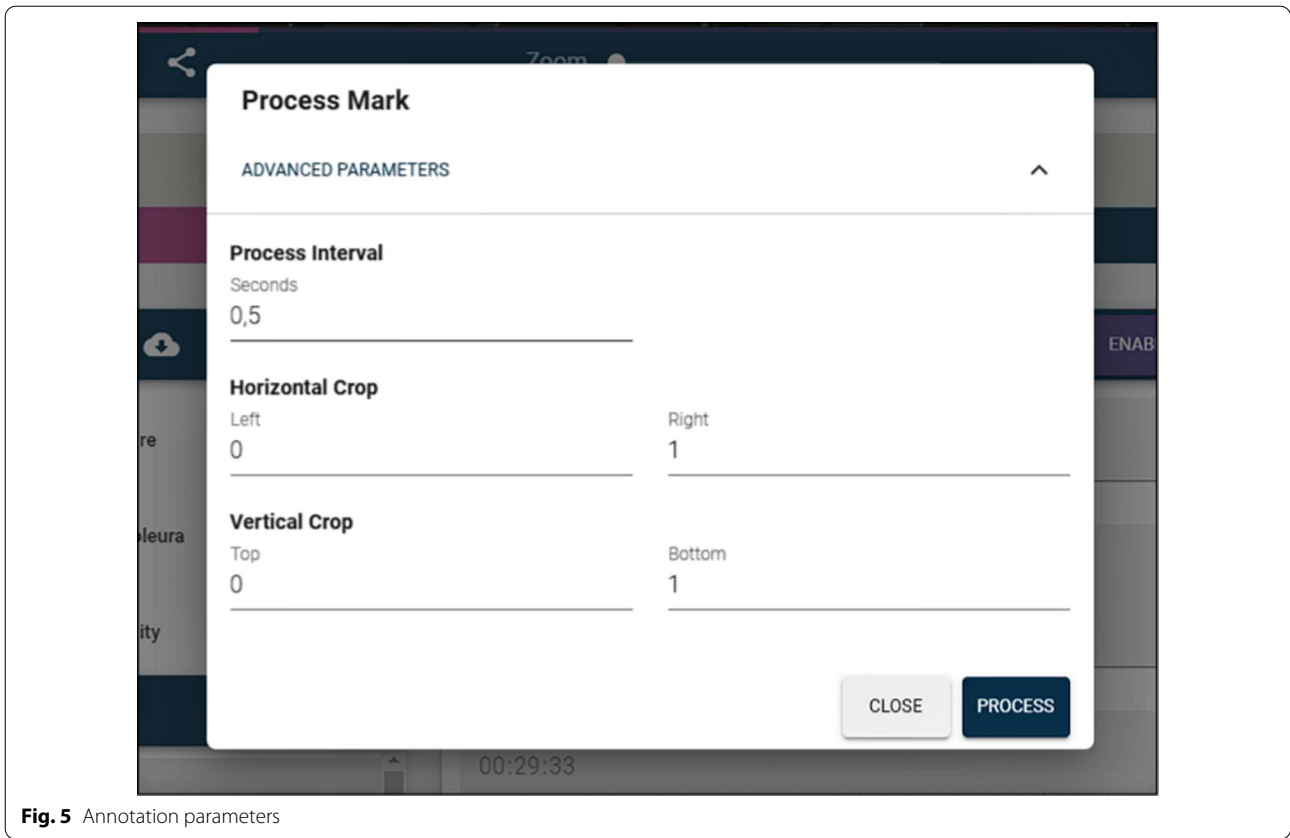 Zoom
Process Mark
ADVANCED PARAMETERS
Process Interval
Seconds
0,5
ENAB
Horizontal Crop
Left Right
0 1
re
Vertical Crop
Top Bottom
0 1
pleura
ity
CLOSE PROCESS
00:29:33
Fig. 5 Annotation parameters